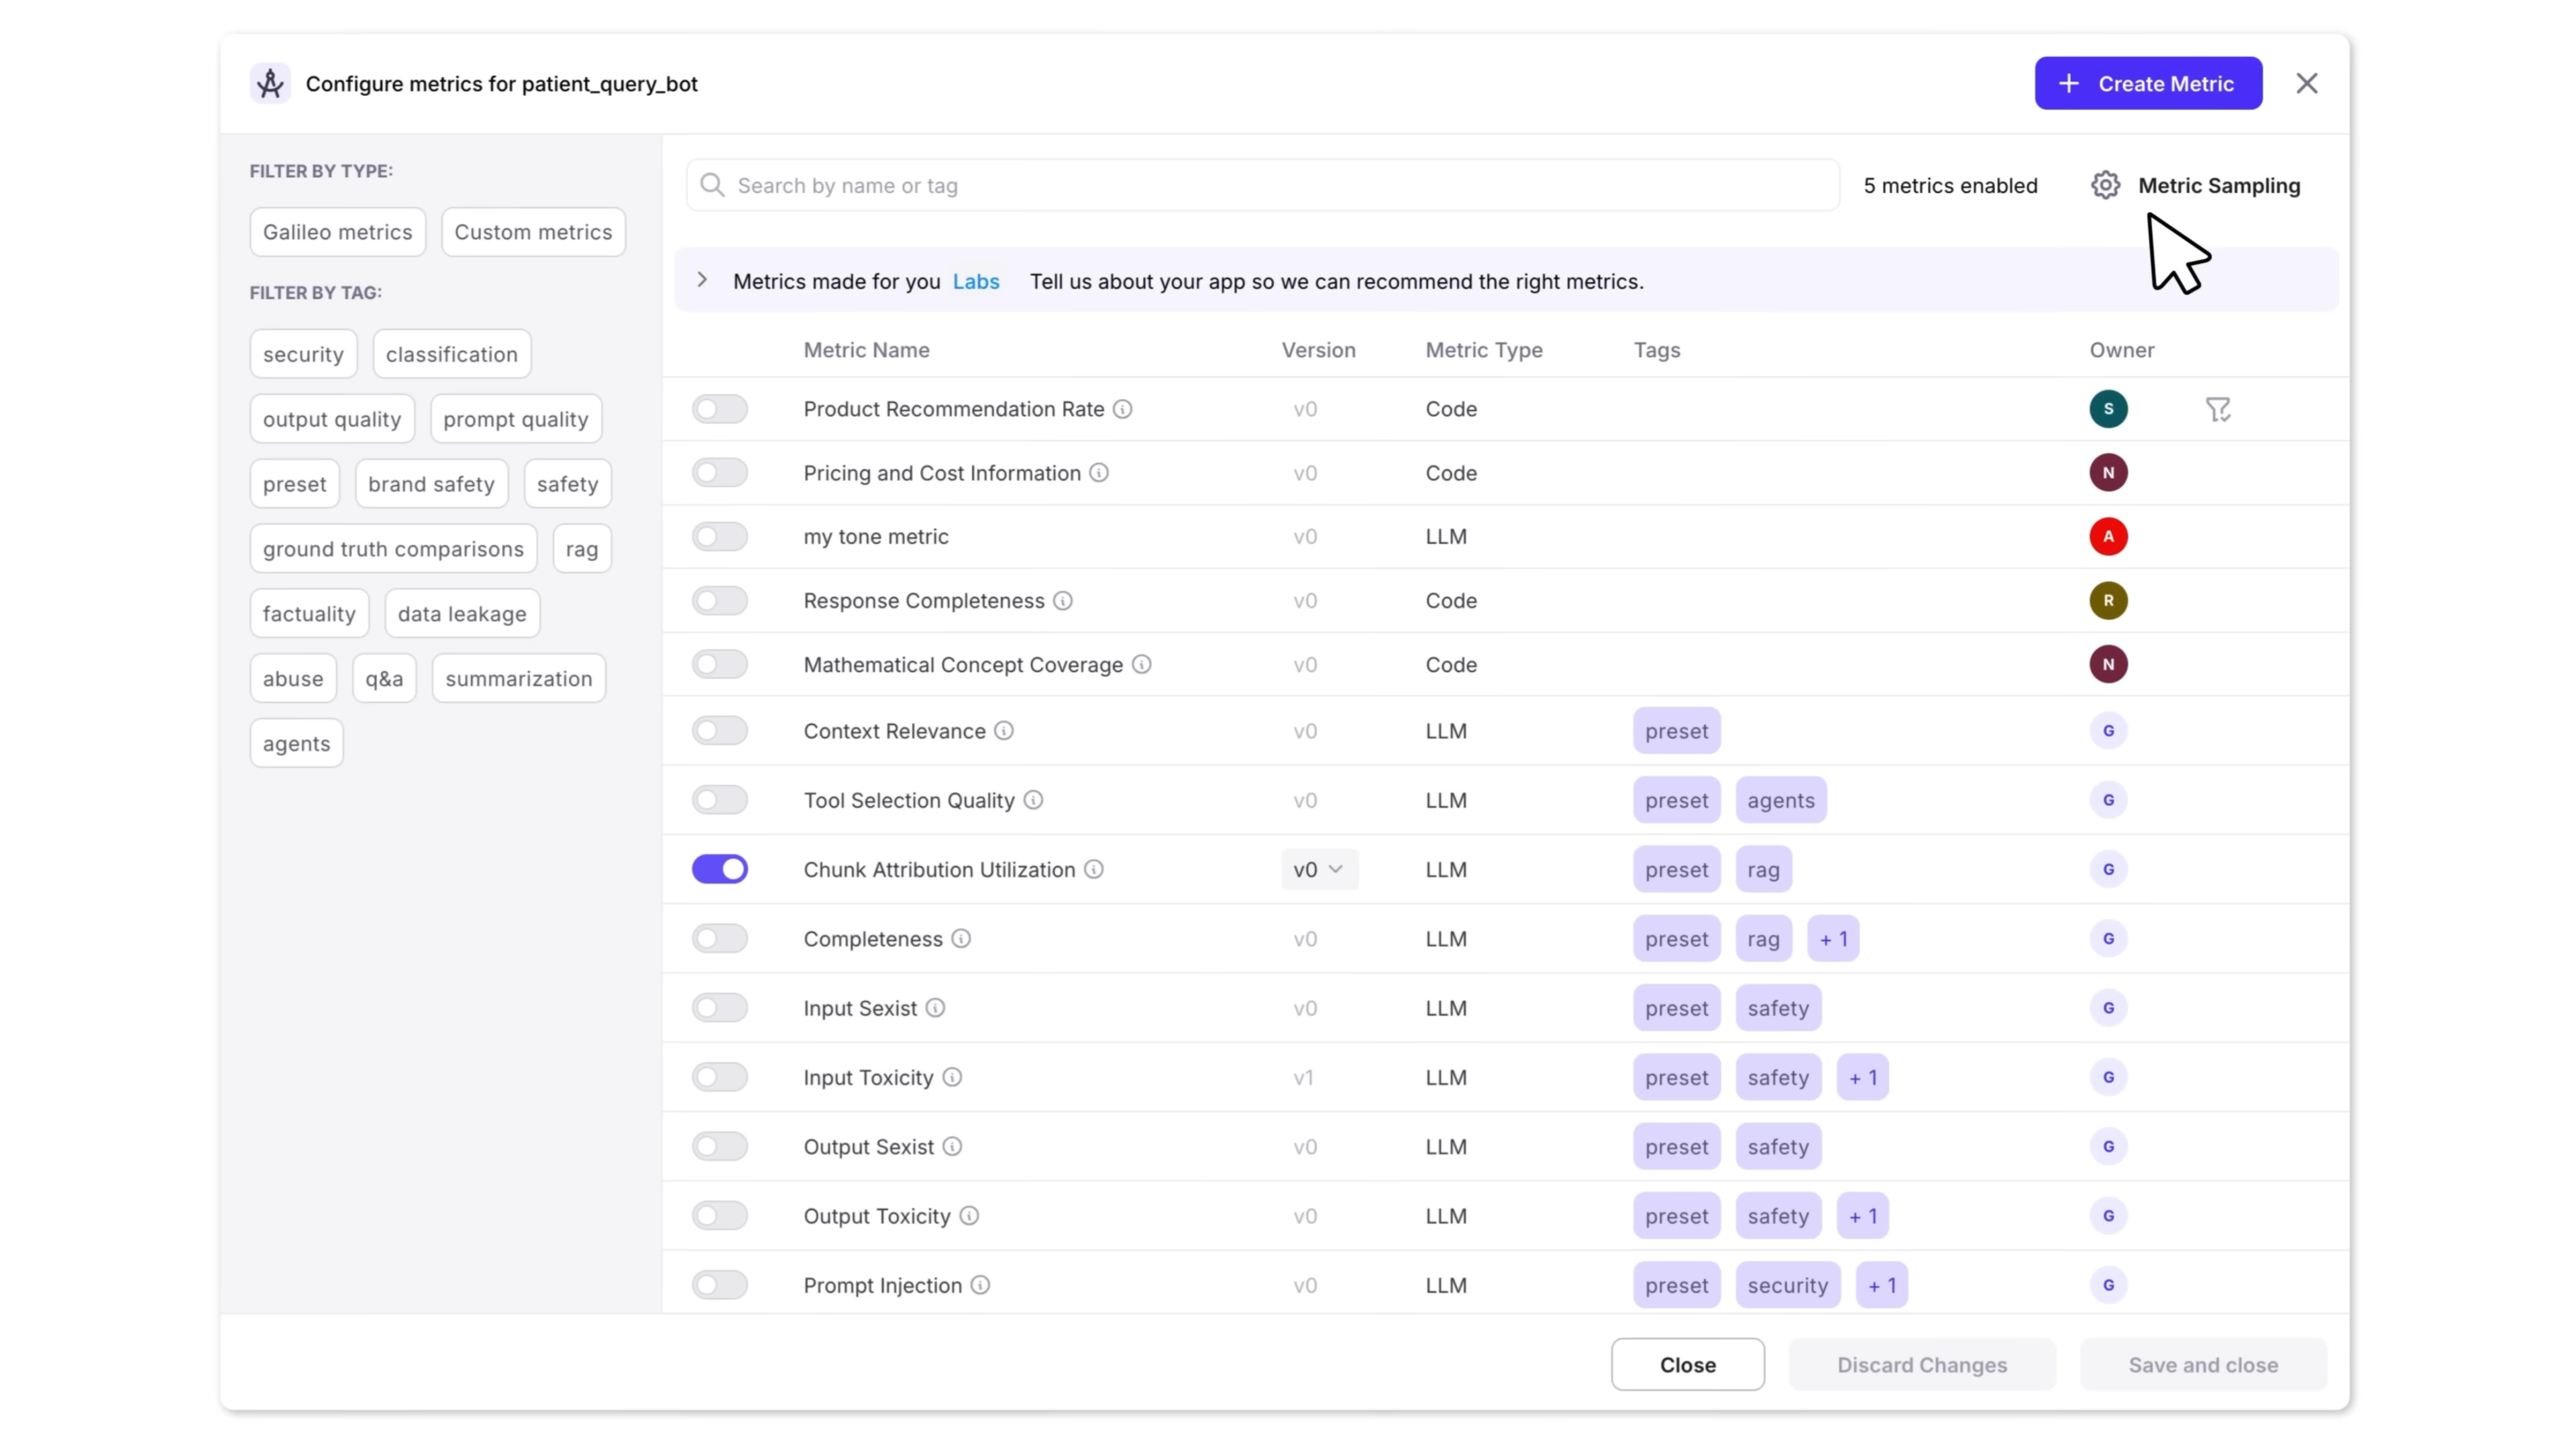 Configure metrics for patient_query_bot
+ Create Metric
FILTER BY TYPE:
Galileo metrics Custom metrics
FILTER BY TAG:
security classification
output quality prompt quality
preset brand safety safety
ground truth comparisons rag
factuality data leakage
abuse q&a summarization
agents
Search by name or tag 5 metrics enabled Metric Sampling
Metrics made for you Labs Tell us about your app so we can recommend the right metrics.
Metric Name Version Metric Type Tags Owner
Product Recommendation Rate v0 Code S
Pricing and Cost Information v0 Code N
my tone metric v0 LLM A
Response Completeness v0 Code R
Mathematical Concept Coverage v0 Code N
Context Relevance v0 LLM preset G
Tool Selection Quality v0 LLM preset agents G
Chunk Attribution Utilization v0 LLM preset rag G
Completeness v0 LLM preset rag + 1 G
Input Sexist v0 LLM preset safety G
Input Toxicity v1 LLM preset safety + 1 G
Output Sexist v0 LLM preset safety G
Output Toxicity v0 LLM preset safety + 1 G
Prompt Injection v0 LLM preset security + 1 G
Close Discard Changes Save and close